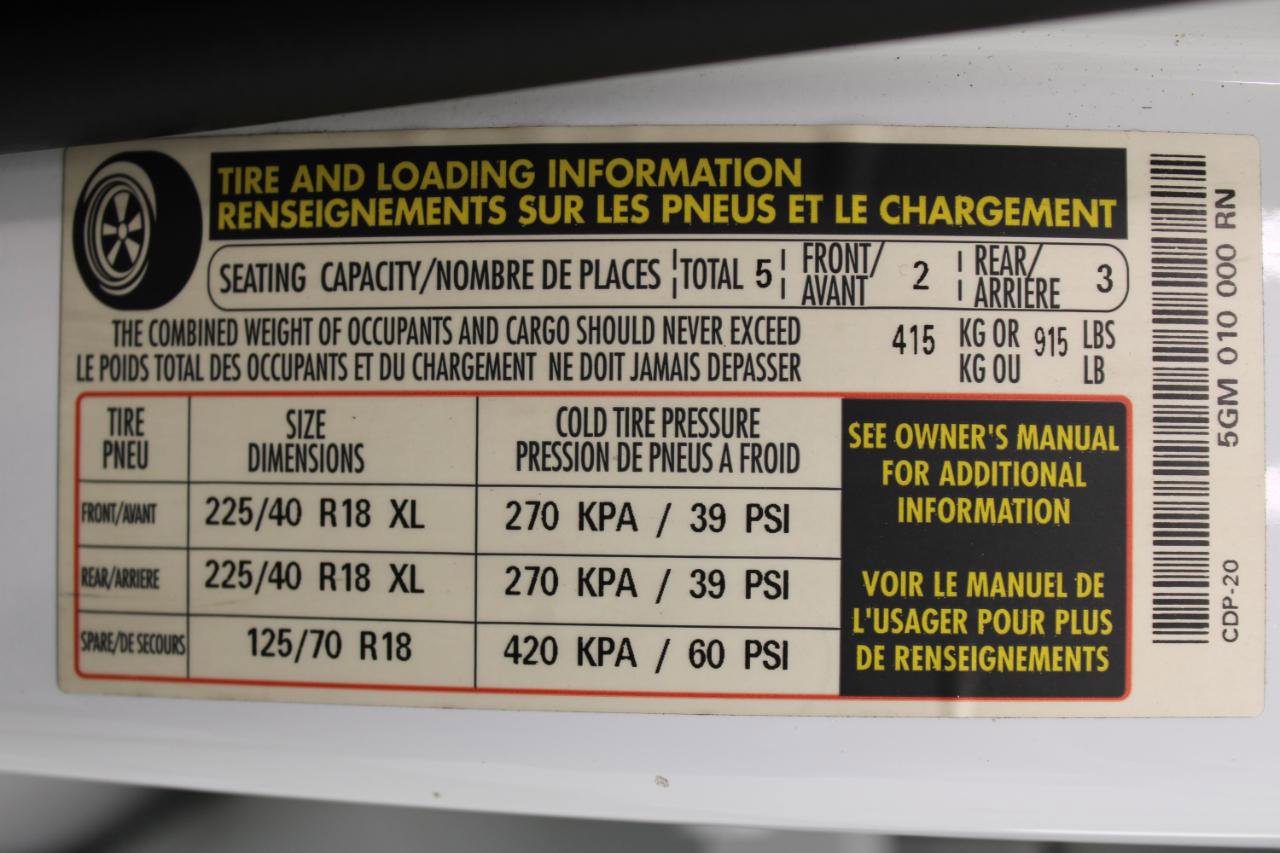 TIRE AND LOADING INFORMATION
RENSEIGNEMENTS SUR LES PNEUS ET LE CHARGEMENT
SEATING CAPACITY/NOMBRE DE PLACES TOTAL 5 FRONT/AVANT 2 REAR/ARRIÈRE 3
THE COMBINED WEIGHT OF OCCUPANTS AND CARGO SHOULD NEVER EXCEED 415 KG OR 915 LBS
LE POIDS TOTAL DES OCCUPANTS ET DU CHARGEMENT NE DOIT JAMAIS DEPASSER KG OU LB
TIRE SIZE COLD TIRE PRESSURE
PNEU DIMENSIONS PRESSION DE PNEUS A FROID
FRONT/AVANT 225/40 R18 XL 270 KPA / 39 PSI
REAR/ARRIERE 225/40 R18 XL 270 KPA / 39 PSI
SPARE/DE SECOURS 125/70 R18 420 KPA / 60 PSI
SEE OWNER'S MANUAL
FOR ADDITIONAL
INFORMATION
VOIR LE MANUEL DE
L'USAGER POUR PLUS
DE RENSEIGNEMENTS
5GM 010 000 RN
CDP-20